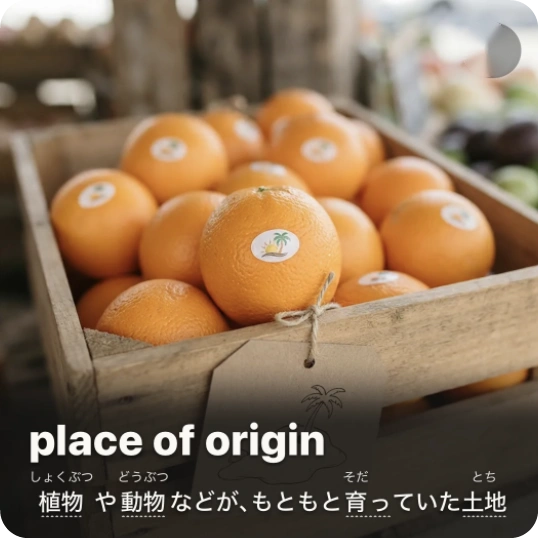 place of origin
しょくぶつ どうぶつ そだ とち
植物や動物などが、もともと育っていた土地